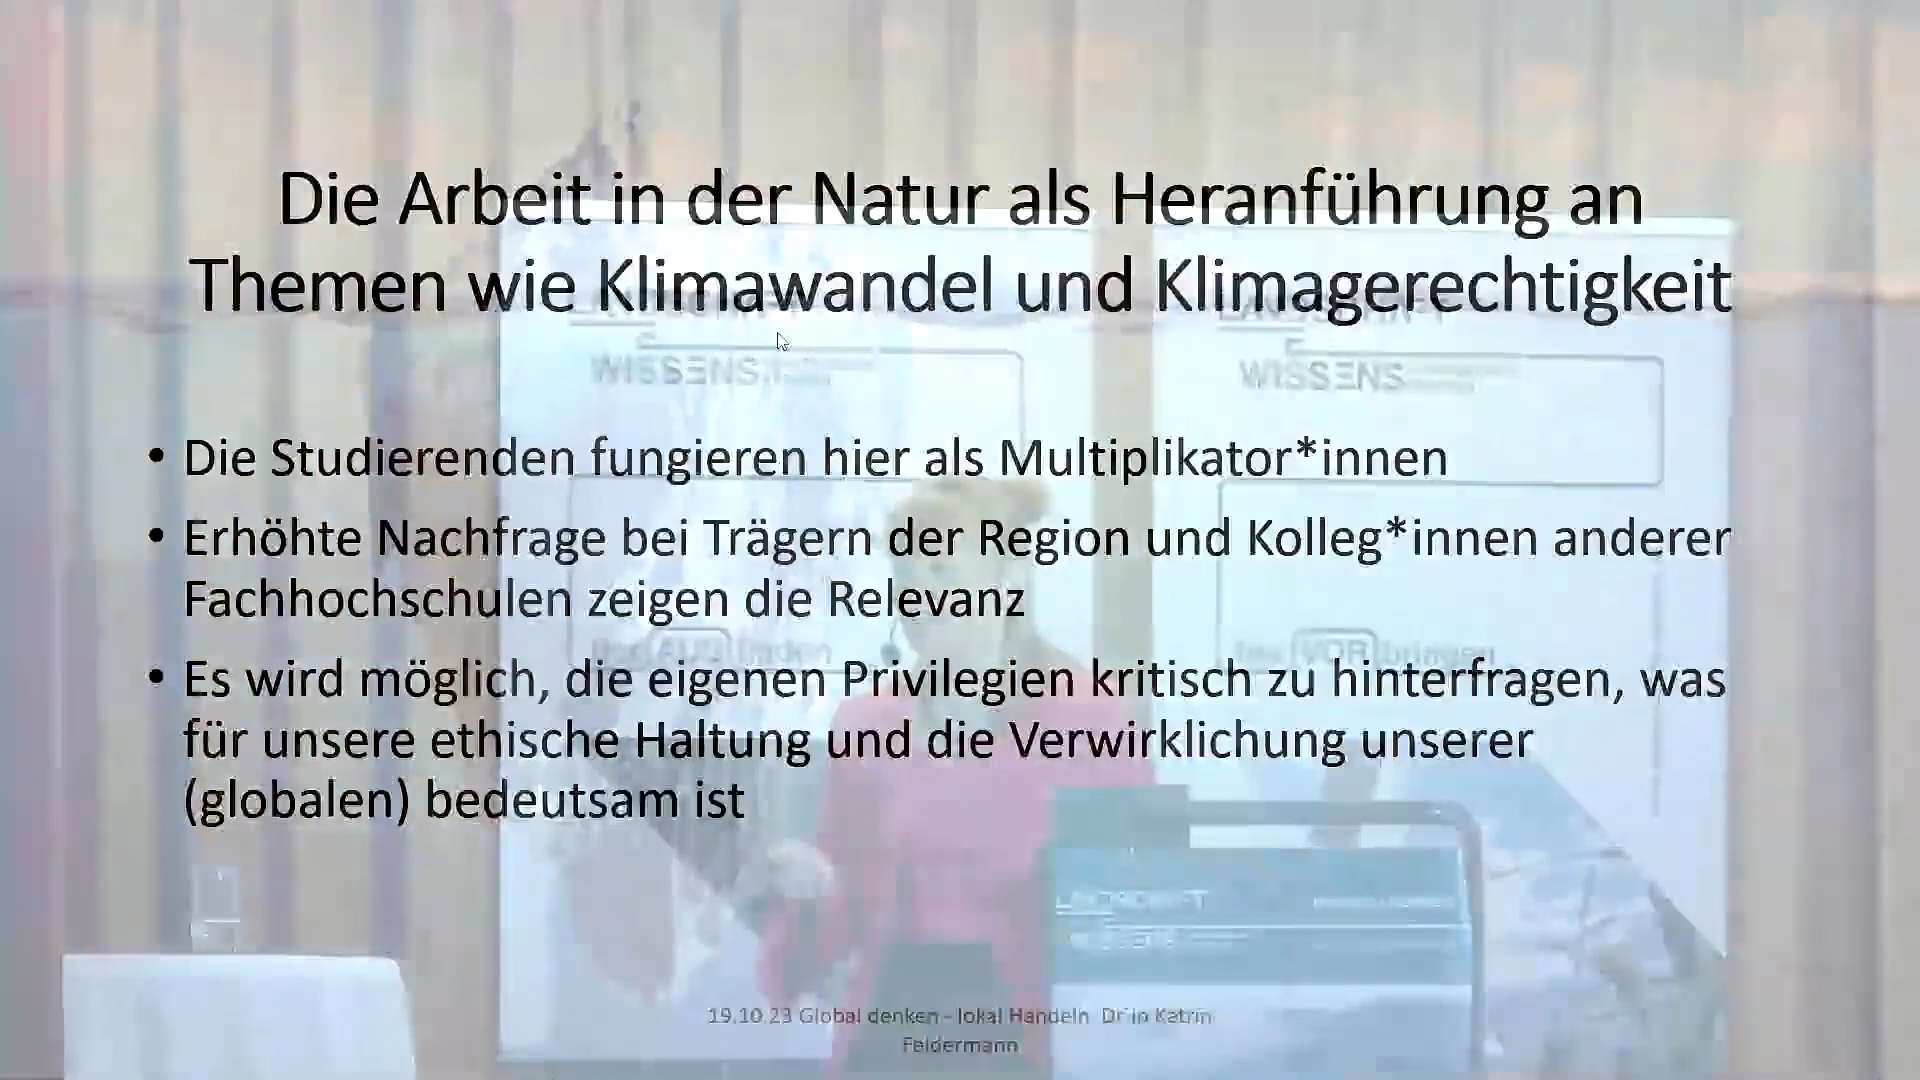 Die Arbeit in der Natur als Heranführung an
Themen wie Klimawandel und Klimagerechtigkeit
WISSENS
WISSENS
• Die Studierenden fungieren hier als Multiplikator*innen
• Erhöhte Nachfrage bei Trägern der Region und Kolleg*innen anderer
Fachhochschulen zeigen die Relevanz
• Es wird möglich, die eigenen Privilegien kritisch zu hinterfragen, was
für unsere ethische Haltung und die Verwirklichung unserer
(globalen) bedeutsam ist
19.10.23 Global denken - lokal Handeln Dr in Katrin
Feldermann